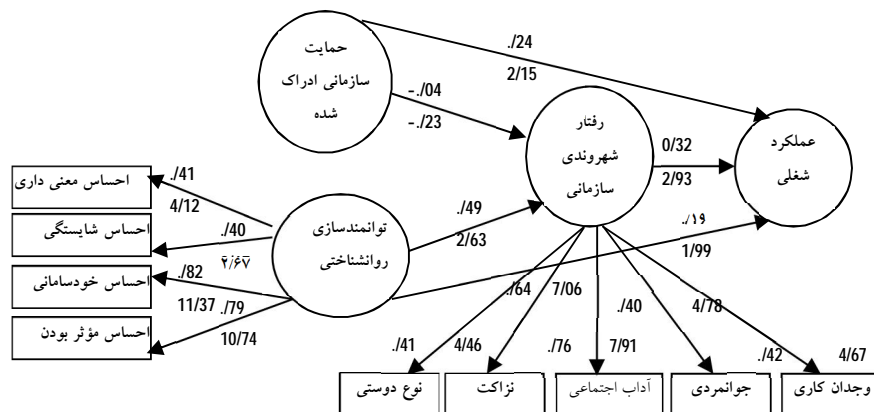 حمایت
سازمانی ادراک
شده
./24
2/15
-./04
-./23
رفتار
شهروندی
سازمانی
0/32
2/93
عملکرد
شغلی
احساس معنی داری
./41
4/12
احساس شایستگی
./40
۲/۶۷
احساس خودسامانی
./82
11/37
احساس مؤثر بودن
./79
10/74
توانمندسازی
روانشناختی
./49
2/63
./۱۹
1/99
./64
7/06
./40
4/78
./41
4/46
./76
7/91
./42
4/67
نوع دوستی
نزاکت
آداب اجتماعی
جوانمردی
وجدان کاری